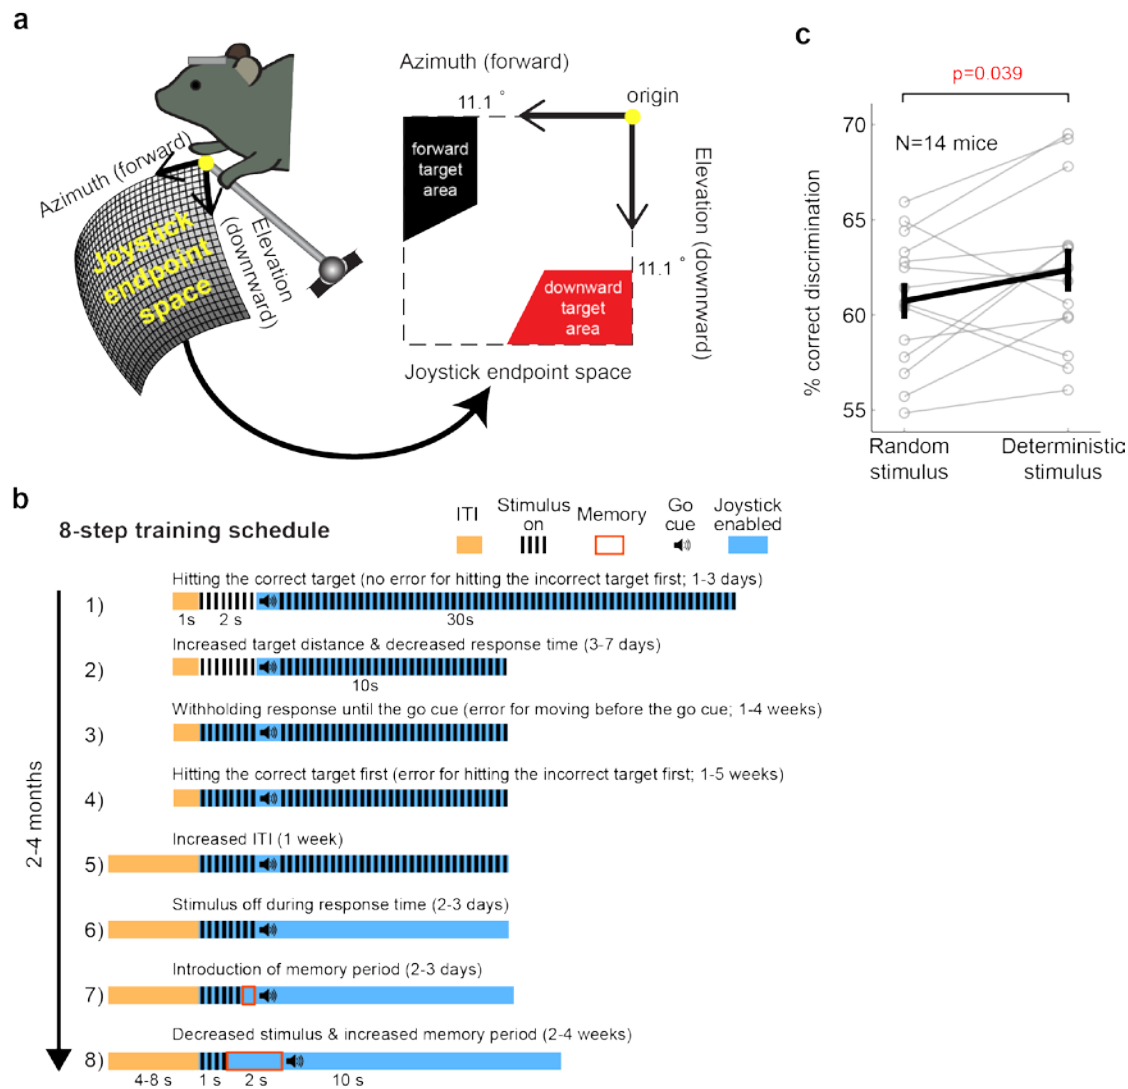 a
Azimuth (forward)
Joystick
endpoint
space
Elevation
(downrward)
Azimuth (forward)
11.1 °
origin
forward
target
area
Elevation (downrward)
11.1 °
downward
target
area
Joystick endpoint space
c
p=0.039
N=14 mice
% correct discrimination
70
65
60
55
Random
stimulus
Deterministic
stimulus
b
8-step training schedule
ITI
Stimulus
on
Memory
Go
cue
Joystick
enabled
2-4 months
Hitting the correct target (no error for hitting the incorrect target first; 1-3 days)
1)
1s 2 s 30s
Increased target distance & decreased response time (3-7 days)
2)
10s
Withholding response until the go cue (error for moving before the go cue; 1-4 weeks)
3)
Hitting the correct target first (error for hitting the incorrect target first; 1-5 weeks)
4)
Increased ITI (1 week)
5)
Stimulus off during response time (2-3 days)
6)
Introduction of memory period (2-3 days)
7)
Decreased stimulus & increased memory period (2-4 weeks)
8)
4-8 s 1 s 2 s 10 s